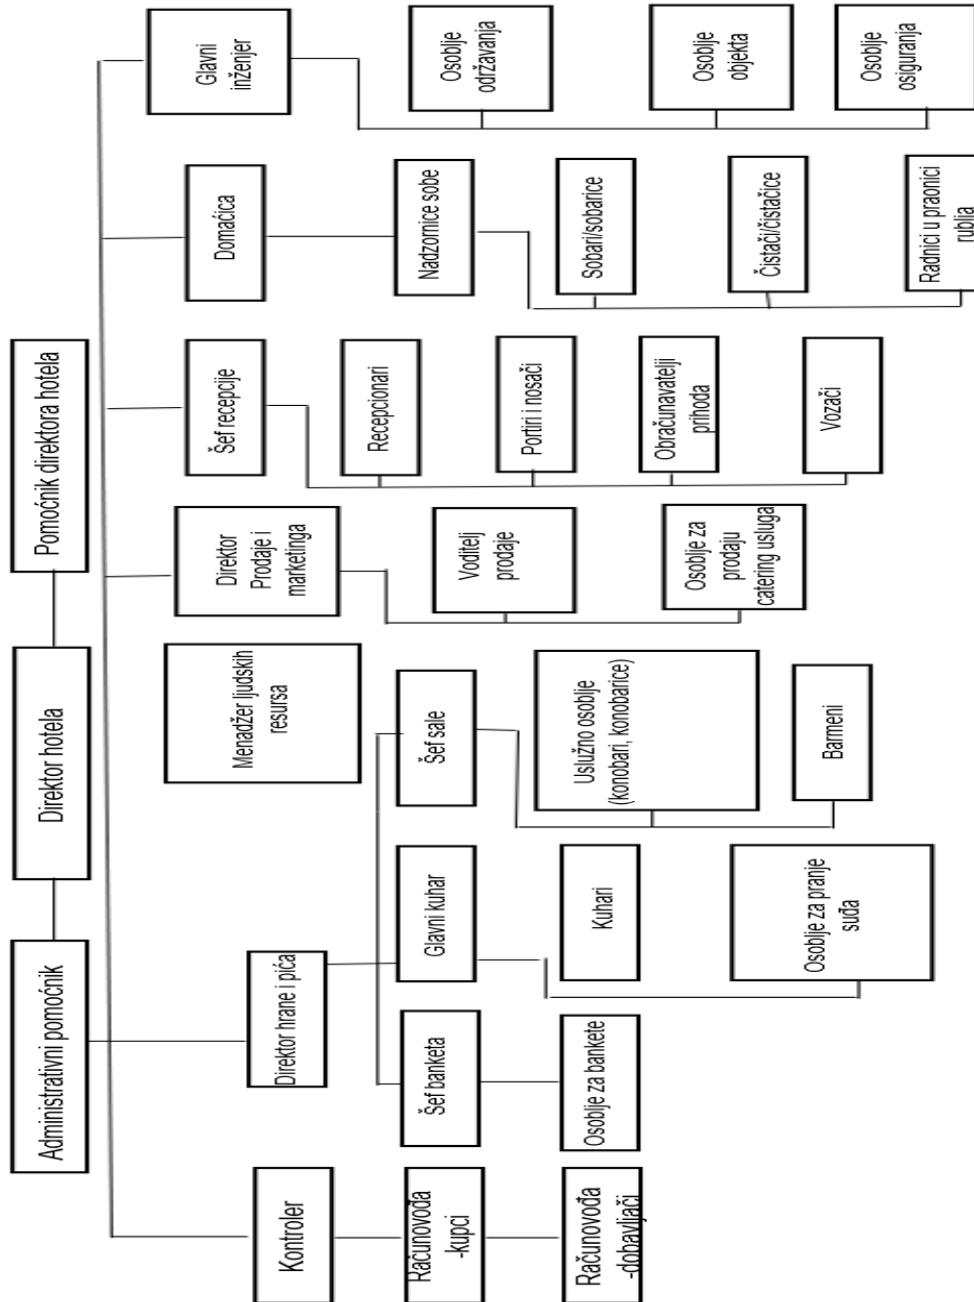 Administrativni pomoćnik
Direktor hotela
Pomoćnik direktora hotela
Kontroler
Računovođa
-kupci
Računovođa
-dobavljači
Direktor hrane i pića
Šef banketa
Osoblje za bankete
Glavni kuhar
Kuhari
Osoblje za pranje
suđa
Šef sale
Uslužno osoblje
(konobari, konobarice)
Barmeni
Menadžer ljudskih
resursa
Direktor
Prodaje i
marketinga
Voditelj
prodaje
Osoblje za
prodaju
catering usluga
Šef recepcije
Recepcionari
Portiri i nosači
Obračunavatelji
prihoda
Vozači
Domaćica
Nadzornice sobe
Sobari/sobarice
Čistači/čistačice
Radnici u praonici
rublja
Glavni
inženjer
Osoblje
održavanja
Osoblje
objekta
Osoblje
osiguranja